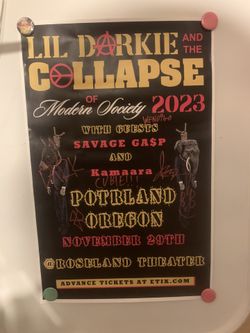 LIL DARKIE AND THE
COLLAPSE
OF
Modern Society 2023
WITH GUESTS
SAVAGE GA$P
AND
Kamaara
POTRLAND
OREGON
NOVEMBER 29TH
@ROSELAND THEATER
ADVANCE TICKETS AT ETIX.COM